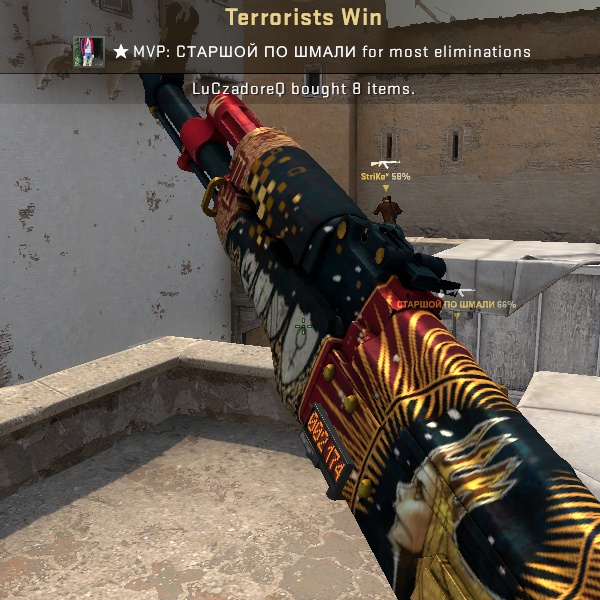 Terrorists Win
★ MVP: СТАРШОЙ ПО ШМАЛИ for most eliminations
LuCzadoreQ bought 8 items.
StriKe* 58%
СТАРШОЙ ПО ШМАЛИ 66%